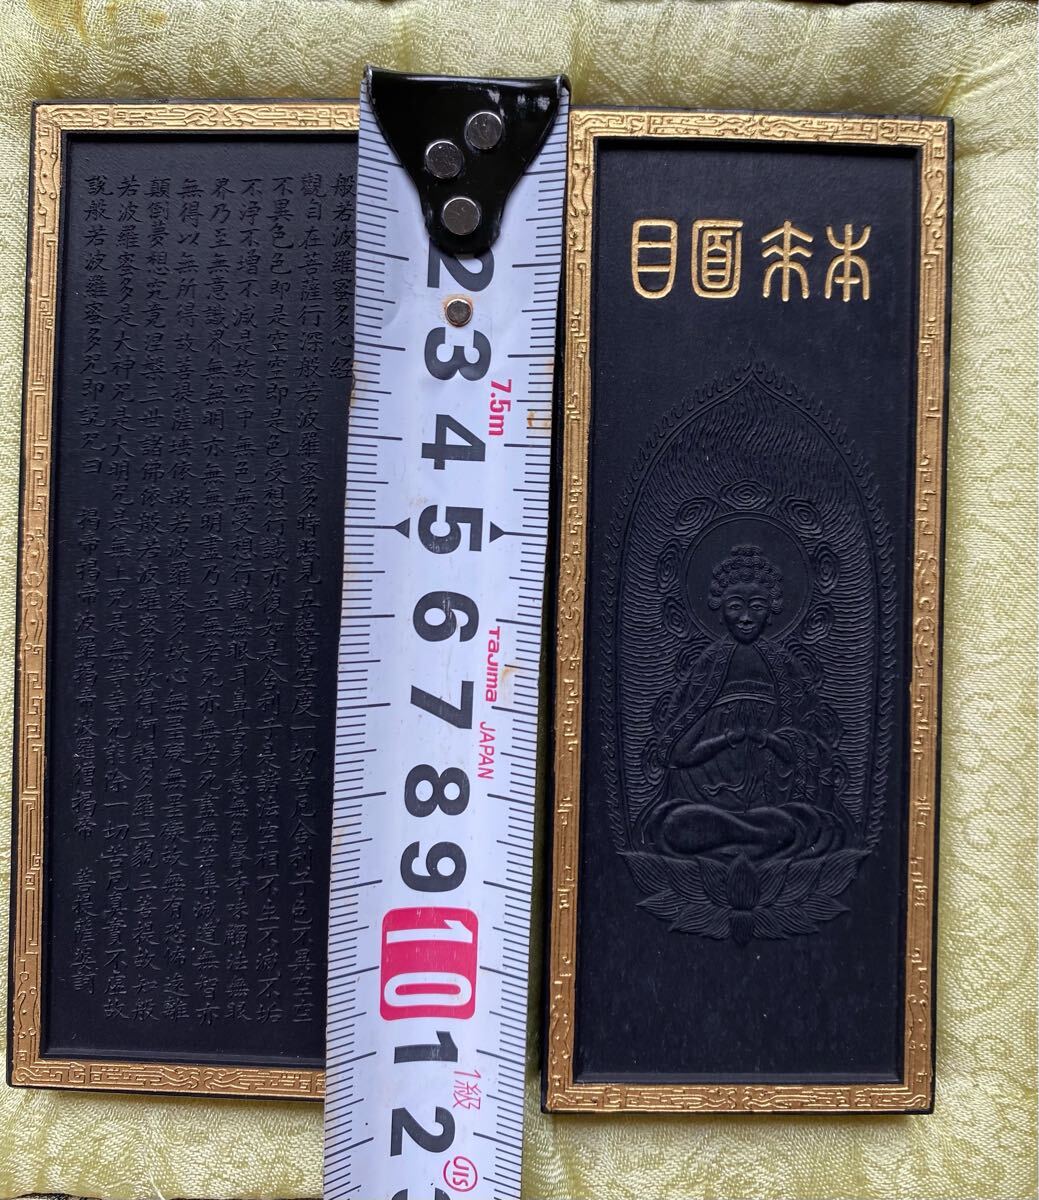 般若波羅蜜多心經
觀自在菩薩行深般若波羅蜜多時照見五蘊皆空度一切苦厄舍利子色不異空空
不異色色即是空空即是色受想行識亦復如是舍利子是諸法空相不生不滅不垢
不淨不增不減是故空中無色無受想行識無眼耳鼻舌身意無色聲香味觸法無眼
界乃至無意識界無無明亦無無明盡乃至無老死亦無老死盡無苦集滅道無智亦
無得以無所得故菩提薩埵依般若波羅蜜多故心無罣礙無罣礙故無有恐怖遠離
顛倒夢想究竟涅槃三世諸佛依般若波羅蜜多故得阿耨多羅三藐三菩提故知般
若波羅蜜多是大神咒是大明咒是無上咒是無等等咒能除一切苦厄真實不虛故
說般若波羅蜜多咒即說咒曰 揭帝揭帝波羅揭帝波羅僧揭帝 菩提薩婆訶
2
3
4
5
6
7
8
9
10
1
2
7.5m
Tajima JAPAN
1級
JIS
本來面目